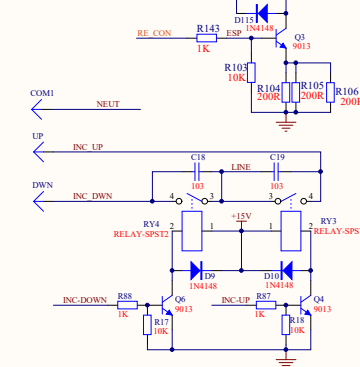 D115
1N4148
R143
RE_CON
ESP
1K
Q3
9013
R103
10K
R104
200R
R105
200R
R106
200R
COM1
NEUT
UP
INC_UP
C18
LINE
C19
103
103
DWN
INC_DWN
4
3
3
4
RY4
+15V
RY3
RELAY-SPST2
2
1
1
2
RELAY-SPS
D9
1N4148
D10
1N4148
INC-DOWN
R88
1K
Q6
9013
INC-UP
R87
1K
Q4
9013
R17
10K
R18
10K